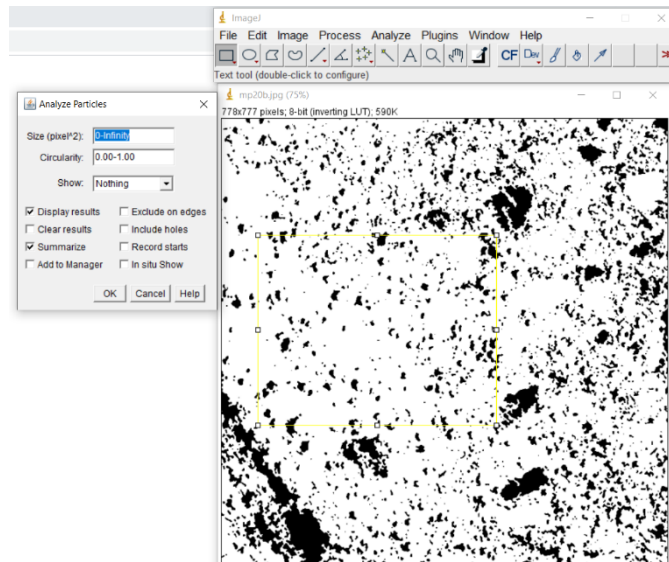 ImageJ
File Edit Image Process Analyze Plugins Window Help
A CF Dev
Text tool (double-click to configure)
mp20b.jpg (75%)
778x777 pixels; 8-bit (inverting LUT); 590K
Analyze Particles
Size (pixel^2): 0-Infinity
Circularity: 0.00-1.00
Show: Nothing
Display results Exclude on edges
Clear results Include holes
Summarize Record starts
Add to Manager In situ Show
OK Cancel Help